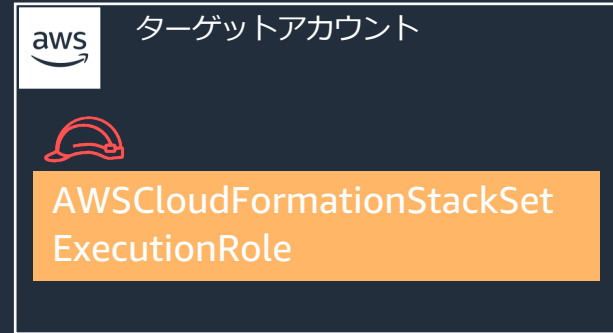 aws
ターゲットアカウント
AWSCloudFormationStackSet
ExecutionRole